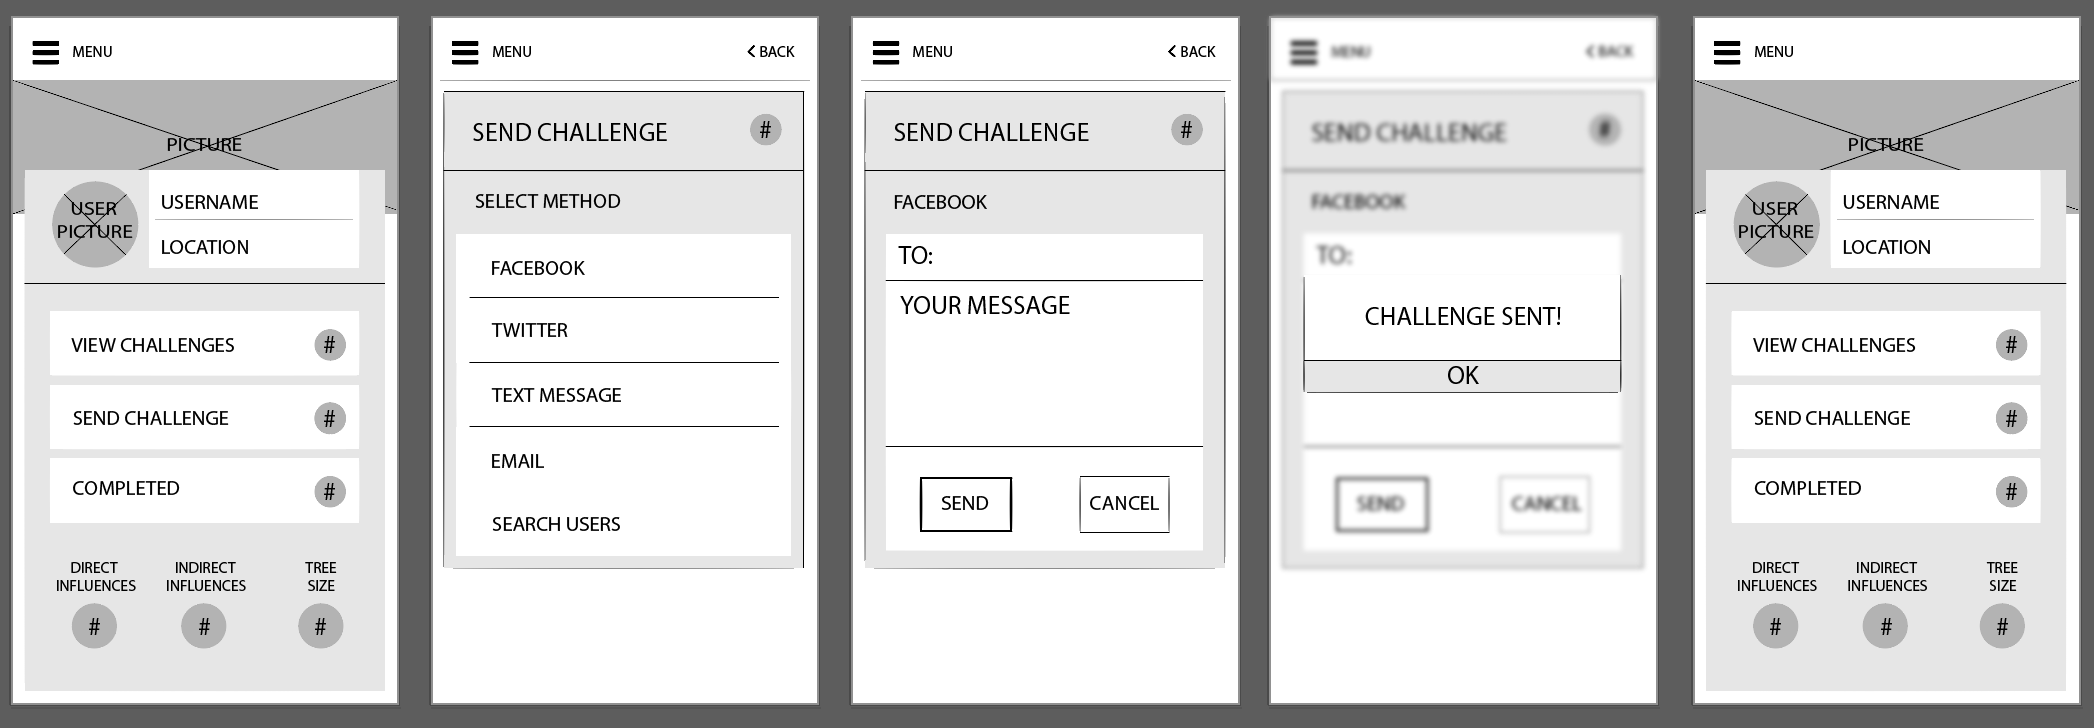 MENU
PICTURE
USER
PICTURE
USERNAME
LOCATION
VIEW CHALLENGES #
SEND CHALLENGE #
COMPLETED #
DIRECT
INFLUENCES
#
INDIRECT
INFLUENCES
#
TREE
SIZE
#
MENU
< BACK
SEND CHALLENGE #
SELECT METHOD
FACEBOOK
TWITTER
TEXT MESSAGE
EMAIL
SEARCH USERS
MENU
< BACK
SEND CHALLENGE #
FACEBOOK
TO:
YOUR MESSAGE
SEND
CANCEL
MENU
< BACK
SEND CHALLENGE #
FACEBOOK
TO:
CHALLENGE SENT!
OK
SEND
CANCEL
MENU
PICTURE
USER
PICTURE
USERNAME
LOCATION
VIEW CHALLENGES #
SEND CHALLENGE #
COMPLETED #
DIRECT
INFLUENCES
#
INDIRECT
INFLUENCES
#
TREE
SIZE
#